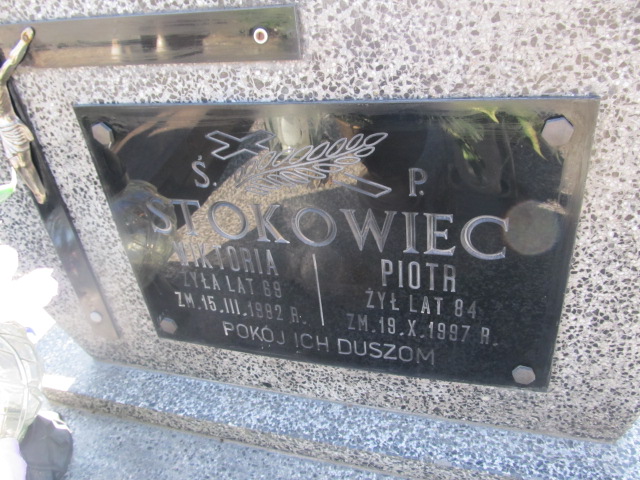 Ś. P.
STOKOWIEC
WIKTORIA
ŻYŁA LAT 69
ZM. 15. III. 1982 R.
PIOTR
ŻYŁ LAT 84
ZM. 19. X. 1997 R.
POKÓJ ICH DUSZOM